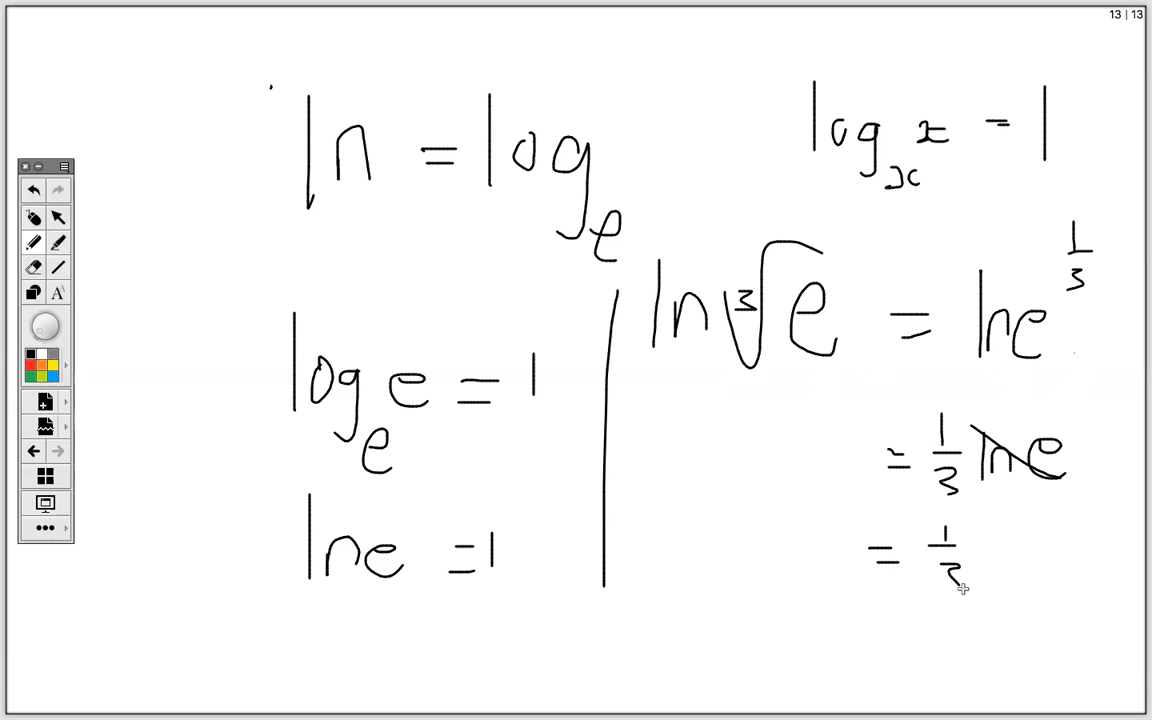 13 | 13
ln = log_e
log_x x = 1
log_e e = 1
ln e = 1
ln ∛e = ln e^(1/3)
= 1/3 ln e
= 1/3